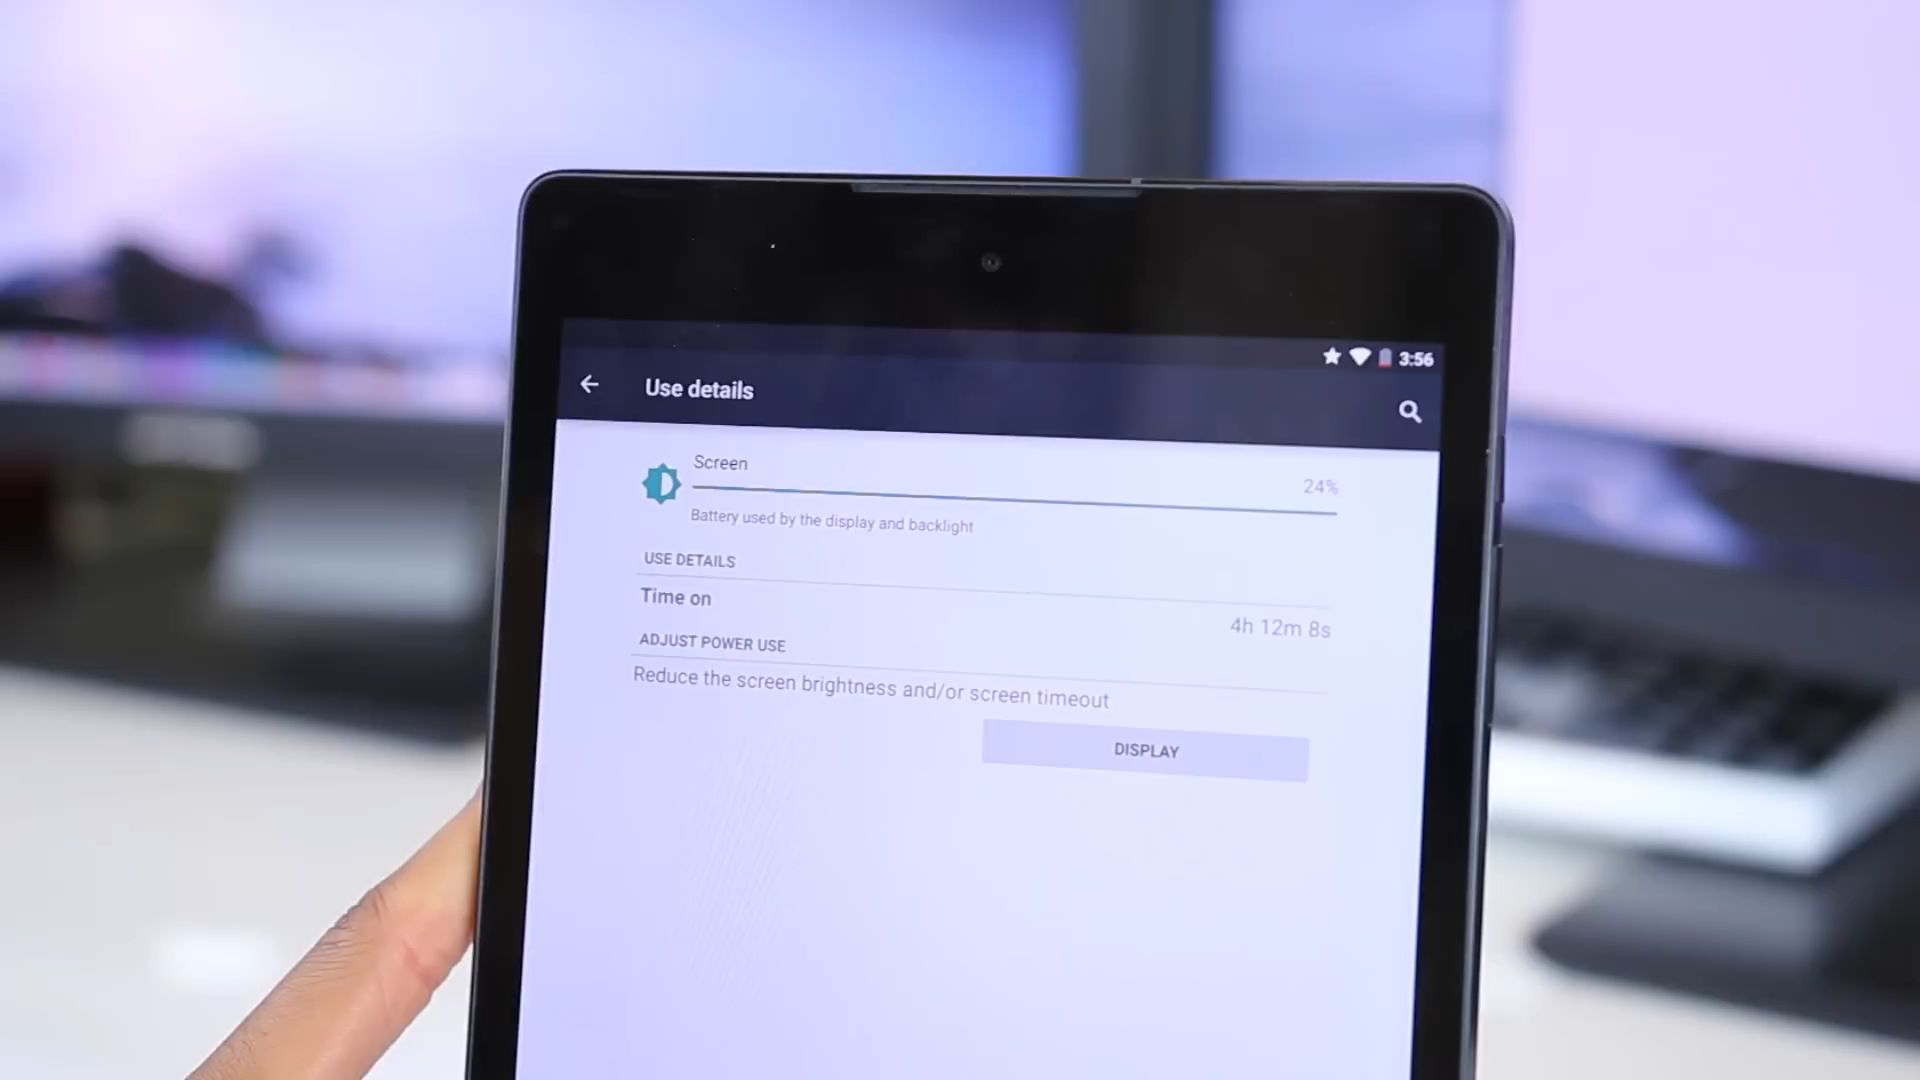 3:56
Use details
Screen
24%
Battery used by the display and backlight
USE DETAILS
Time on
4h 12m 8s
ADJUST POWER USE
Reduce the screen brightness and/or screen timeout
DISPLAY